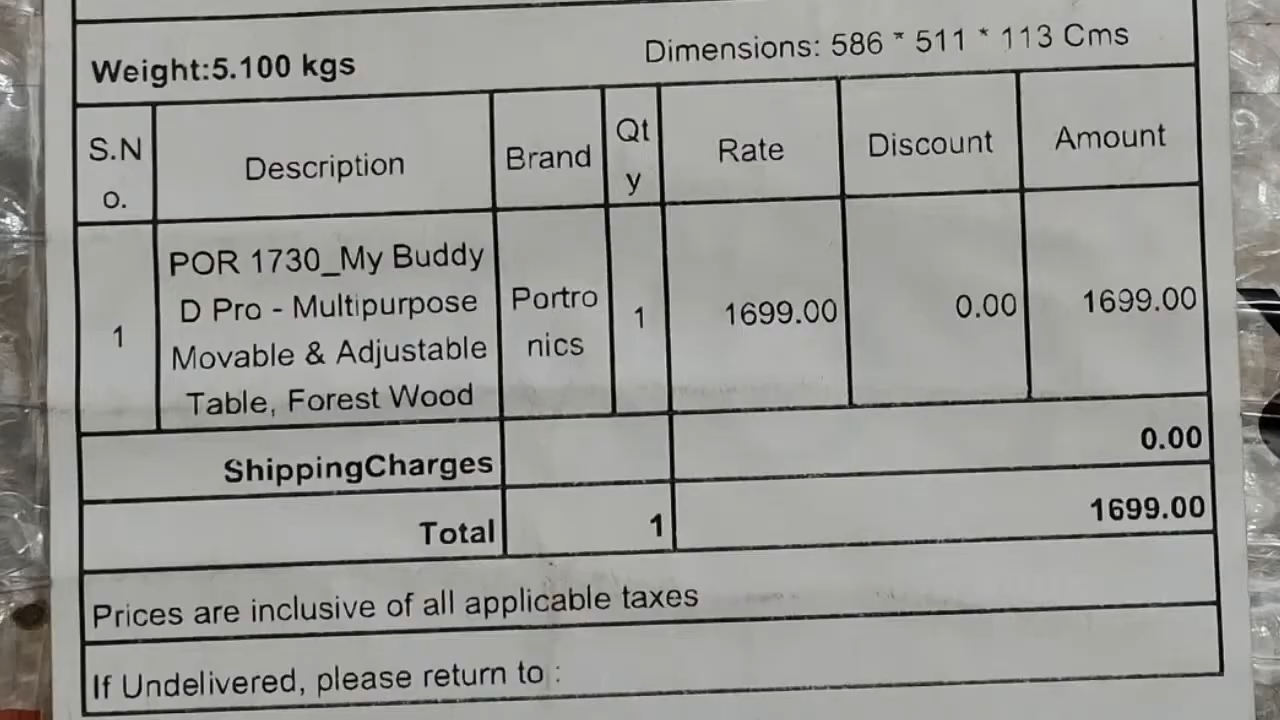 Weight:5.100 kgs
Dimensions: 586 * 511 * 113 Cms
S.N
o.
Description
Brand
Qt
y
Rate
Discount
Amount
1
POR 1730_My Buddy
D Pro - Multipurpose
Movable & Adjustable
Table, Forest Wood
Portro
nics
1
1699.00
0.00
1699.00
ShippingCharges
0.00
Total
1
1699.00
Prices are inclusive of all applicable taxes
If Undelivered, please return to :